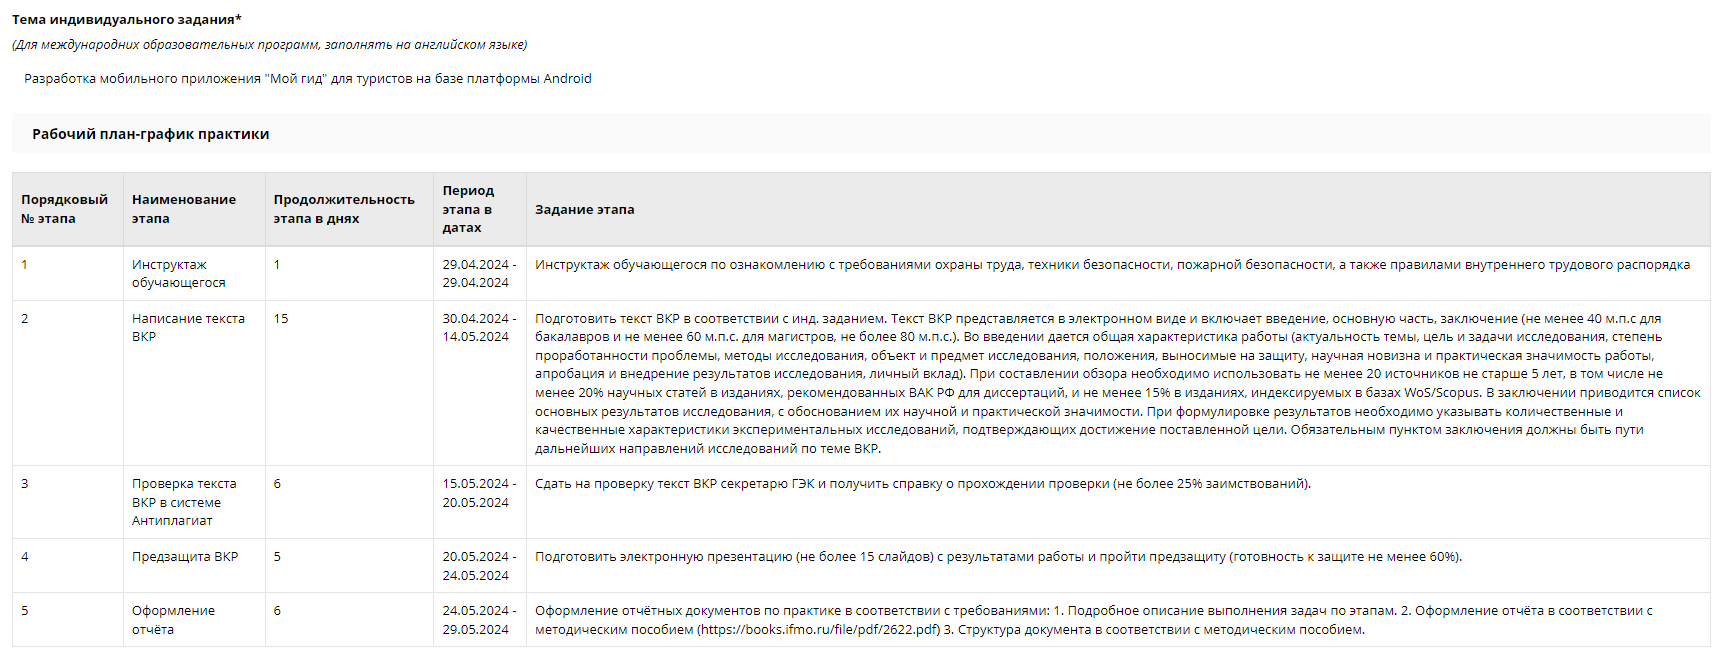 Тема индивидуального задания*
(Для международних образовательных программ, заполнять на английском языке)
Разработка мобильного приложения "Мой гид" для туристов на базе платформы Android
Рабочий план-график практики
Порядковый
№ этапа
Наименование
этапа
Продолжительность
этапа в днях
Период
этапа в
датах
Задание этапа
1
Инструктаж
обучающегося
1
29.04.2024 -
29.04.2024
Инструктаж обучающегося по ознакомлению с требованиями охраны труда, техники безопасности, пожарной безопасности, а также правилами внутреннего трудового распорядка
2
Написание текста
ВКР
15
30.04.2024 -
14.05.2024
Подготовить текст ВКР в соответствии с инд. заданием. Текст ВКР представляется в электронном виде и включает введение, основную часть, заключение (не менее 40 м.п.с для
бакалавров и не менее 60 м.п.с. для магистров, не более 80 м.п.с.). Во введении дается общая характеристика работы (актуальность темы, цель и задачи исследования, степень
проработанности проблемы, методы исследования, объект и предмет исследования, положения, выносимые на защиту, научная новизна и практическая значимость работы,
апробация и внедрение результатов исследования, личный вклад). При составлении обзора необходимо использовать не менее 20 источников не старше 5 лет, в том числе не
менее 20% научных статей в изданиях, рекомендованных ВАК РФ для диссертаций, и не менее 15% в изданиях, индексируемых в базах WoS/Scopus. В заключении приводится список
основных результатов исследования, с обоснованием их научной и практической значимости. При формулировке результатов необходимо указывать количественные и
качественные характеристики экспериментальных исследований, подтверждающих достижение поставленной цели. Обязательным пунктом заключения должны быть пути
дальнейших направлений исследований по теме ВКР.
3
Проверка текста
ВКР в системе
Антиплагиат
6
15.05.2024 -
20.05.2024
Сдать на проверку текст ВКР секретарю ГЭК и получить справку о прохождении проверки (не более 25% заимствований).
4
Предзащита ВКР
5
20.05.2024 -
24.05.2024
Подготовить электронную презентацию (не более 15 слайдов) с результатами работы и пройти предзащиту (готовность к защите не менее 60%).
5
Оформление
отчёта
6
24.05.2024 -
29.05.2024
Оформление отчётных документов по практике в соответствии с требованиями: 1. Подробное описание выполнения задач по этапам. 2. Оформление отчёта в соответствии с
методическим пособием (https://books.ifmo.ru/file/pdf/2622.pdf) 3. Структура документа в соответствии с методическим пособием.